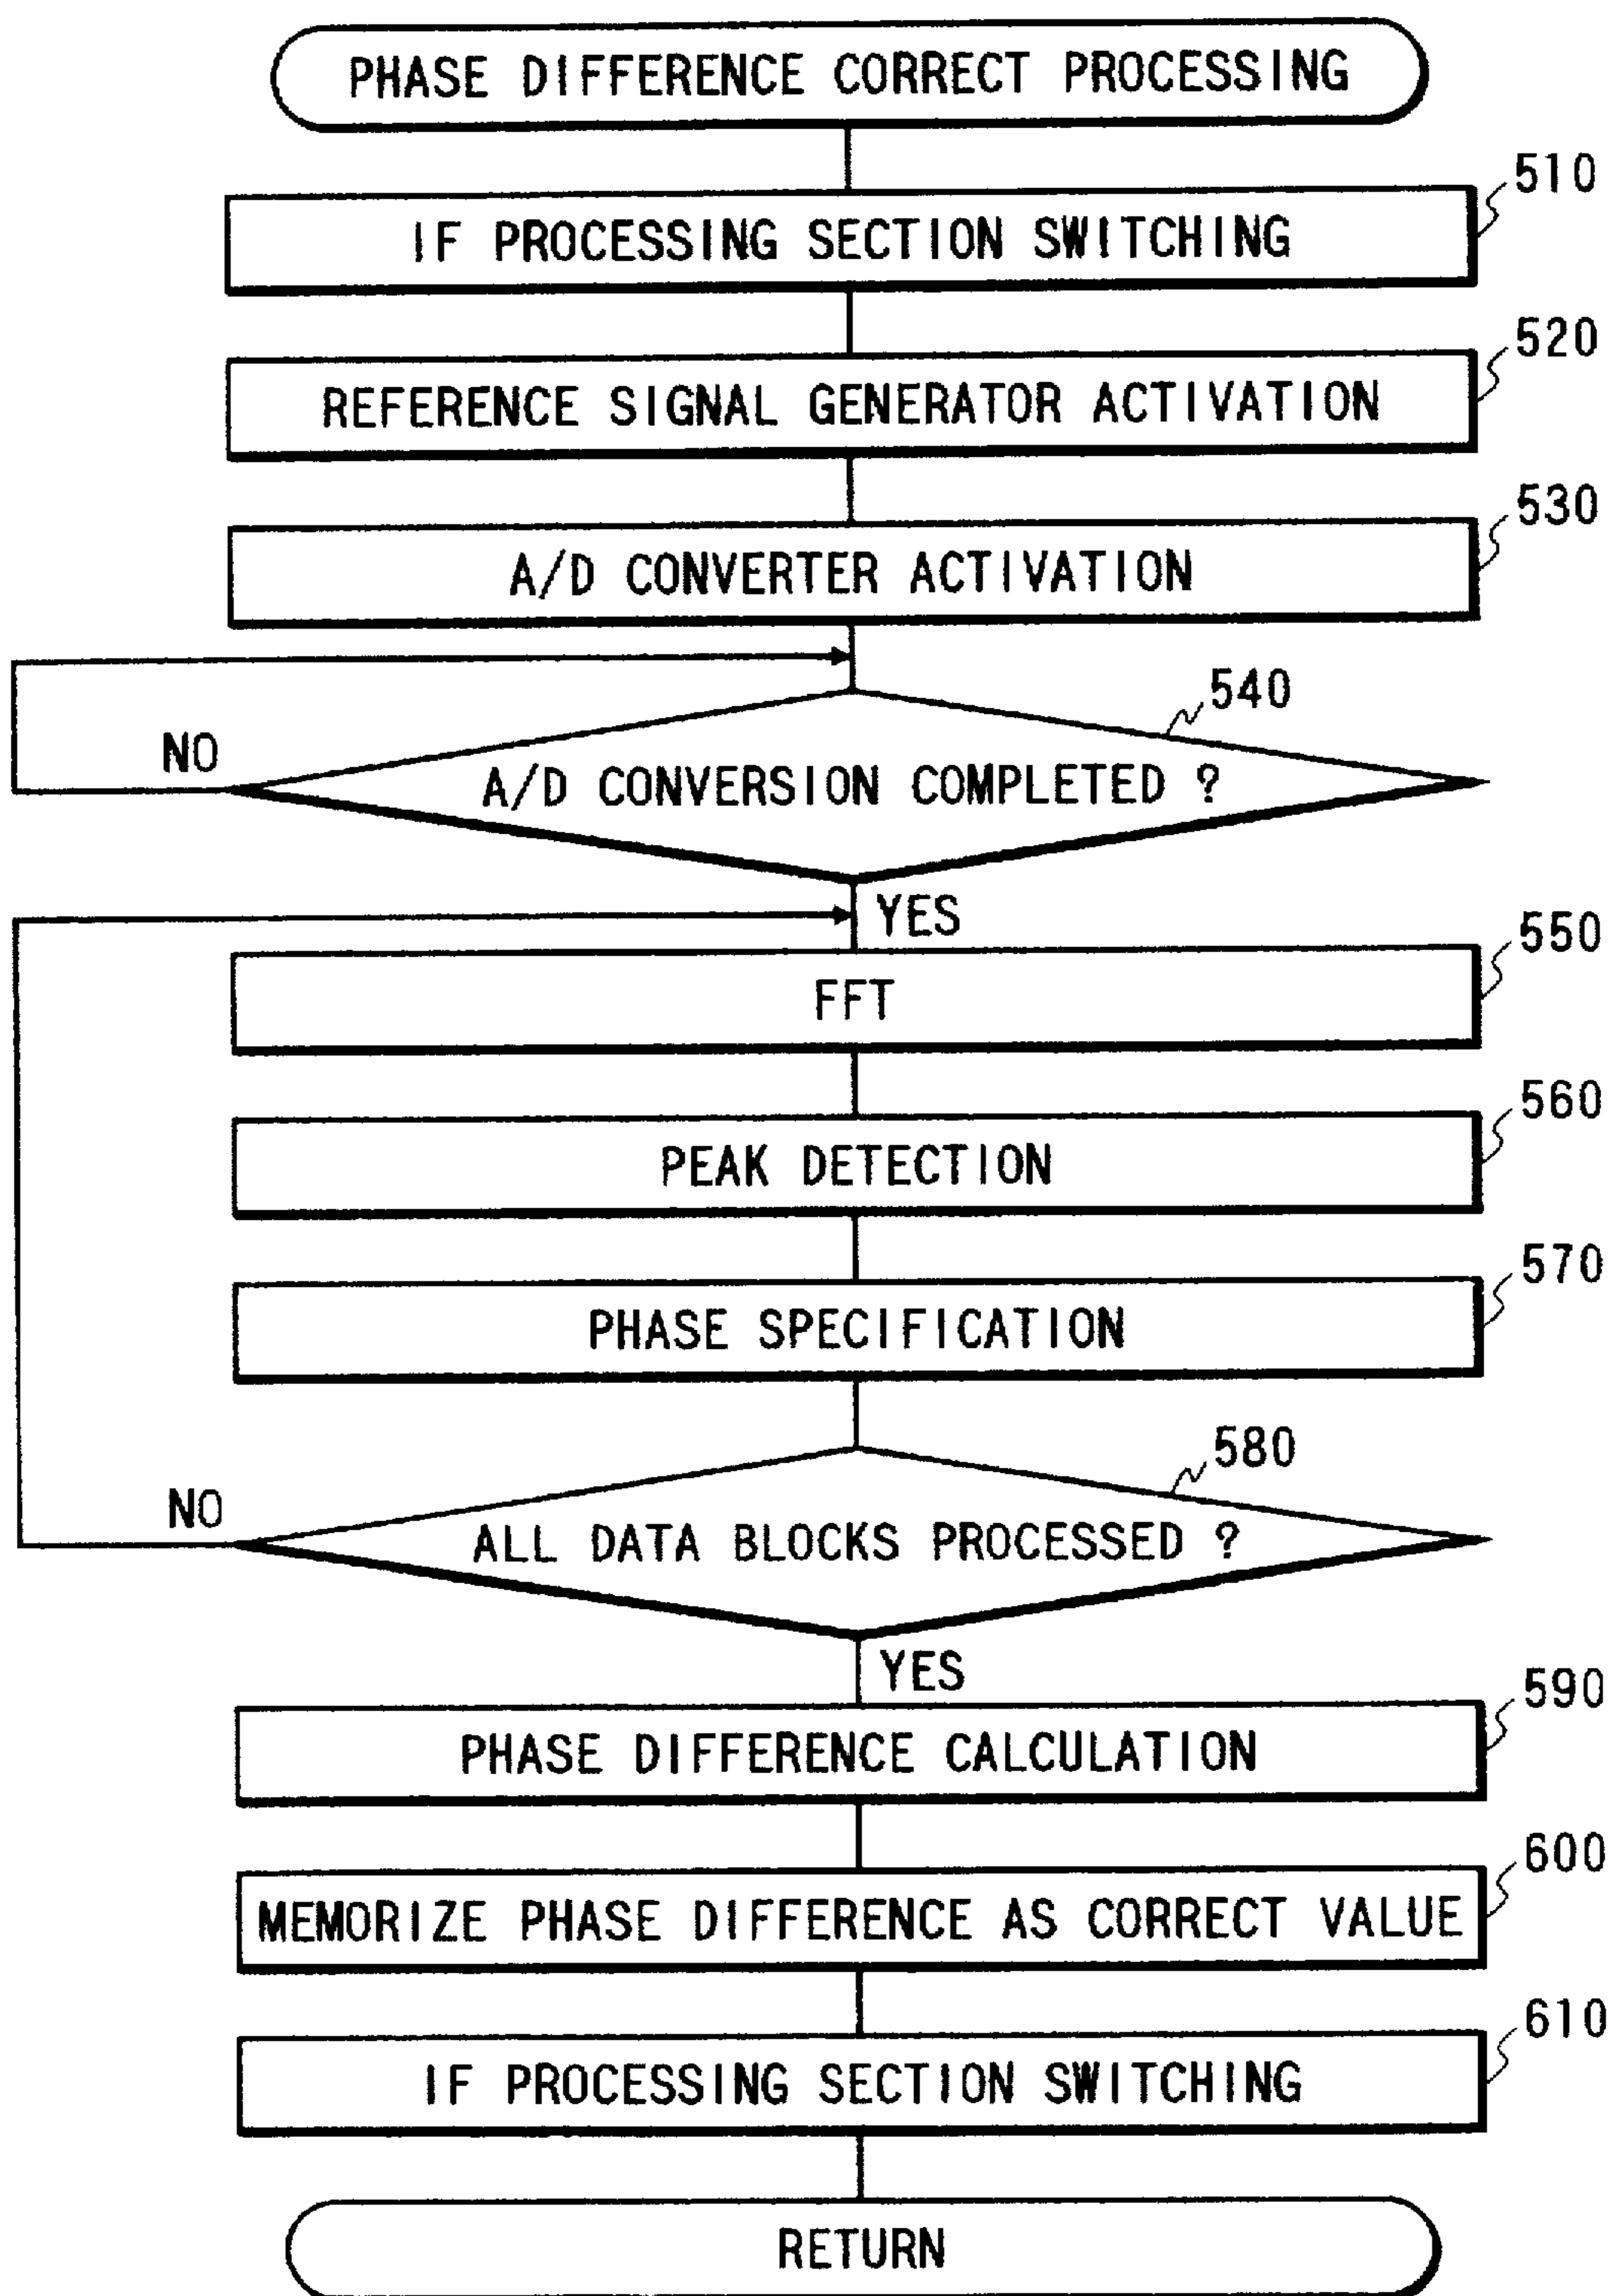 PHASE DIFFERENCE CORRECT PROCESSING
510
IF PROCESSING SECTION SWITCHING
520
REFERENCE SIGNAL GENERATOR ACTIVATION
530
A/D CONVERTER ACTIVATION
540
NO
A/D CONVERSION COMPLETED ?
YES
550
FFT
560
PEAK DETECTION
570
PHASE SPECIFICATION
580
NO
ALL DATA BLOCKS PROCESSED ?
YES
590
PHASE DIFFERENCE CALCULATION
600
MEMORIZE PHASE DIFFERENCE AS CORRECT VALUE
610
IF PROCESSING SECTION SWITCHING
RETURN